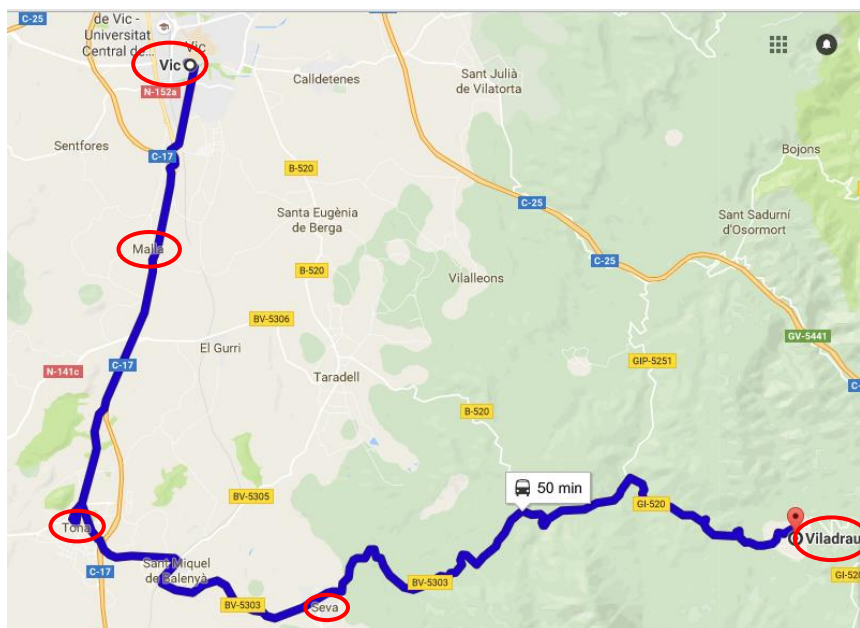 C-25
de Vic -
Universitat
Central de...
Vic
Vic
N-152a
Calldetenes
Sant Julià
de Vilatorta
Sentfores
C-17
B-520
Bojons
C-25
Santa Eugènia
de Berga
Sant Sadurní
d'Osormort
Malla
B-520
C-25
Vilalleons
BV-5306
GV-5441
El Gurri
GIP-5251
N-141c
C-17
Taradell
C-
B-520
50 min
BV-5305
GI-520
Tona
Viladrau
Sant Miquel
de Balenyà
C-17
BV-5303
GI-520
BV-5303
Seva